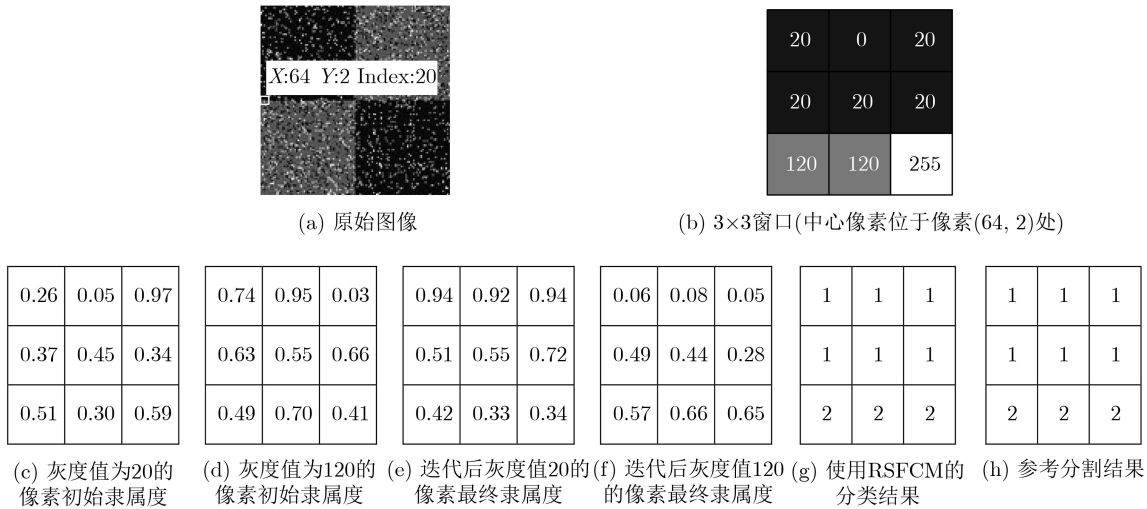 X:64 Y:2 Index:20
20 0 20
20 20 20
120 120 255
(a) 原始图像
(b) 3×3窗口(中心像素位于像素(64, 2)处)
0.26 0.05 0.97
0.37 0.45 0.34
0.51 0.30 0.59
(c) 灰度值为20的
像素初始隶属度
0.74 0.95 0.03
0.63 0.55 0.66
0.49 0.70 0.41
(d) 灰度值为120的
像素初始隶属度
0.94 0.92 0.94
0.51 0.55 0.72
0.42 0.33 0.34
(e) 迭代后灰度值20的
像素最终隶属度
0.06 0.08 0.05
0.49 0.44 0.28
0.57 0.66 0.65
(f) 迭代后灰度值120
的像素最终隶属度
1 1 1
1 1 1
2 2 2
(g) 使用RSFCM的
分类结果
1 1 1
1 1 1
2 2 2
(h) 参考分割结果